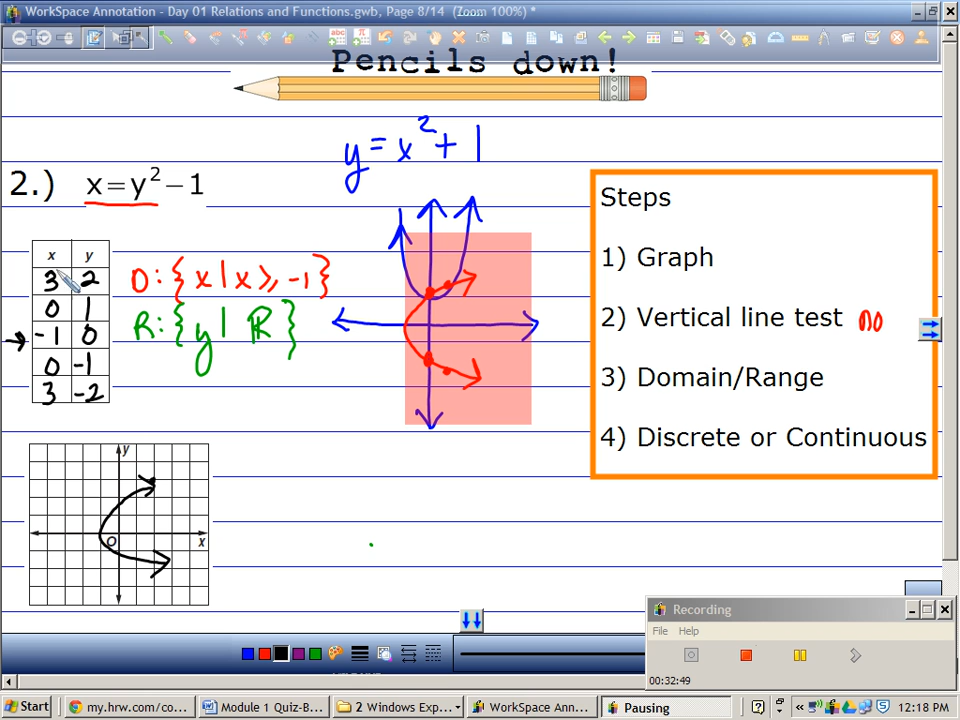 WorkSpace Annotation - Day 01 Relations and Functions.gwb, Page 8/14 (Zoom 100%) *
abc
Pencils down!
y = x² + 1
2.) x = y² − 1
x y
3 2
0 1
-1 0
0 -1
3 -2
D: { x | x ≥ -1 }
R: { y | ℝ }
Steps
1) Graph
2) Vertical line test no
3) Domain/Range
4) Discrete or Continuous
y
O x
Recording
File Help
00:32:49
Start my.hrw.com/co... Module 1 Quiz-B... 2 Windows Exp... WorkSpace Ann... Pausing 12:18 PM